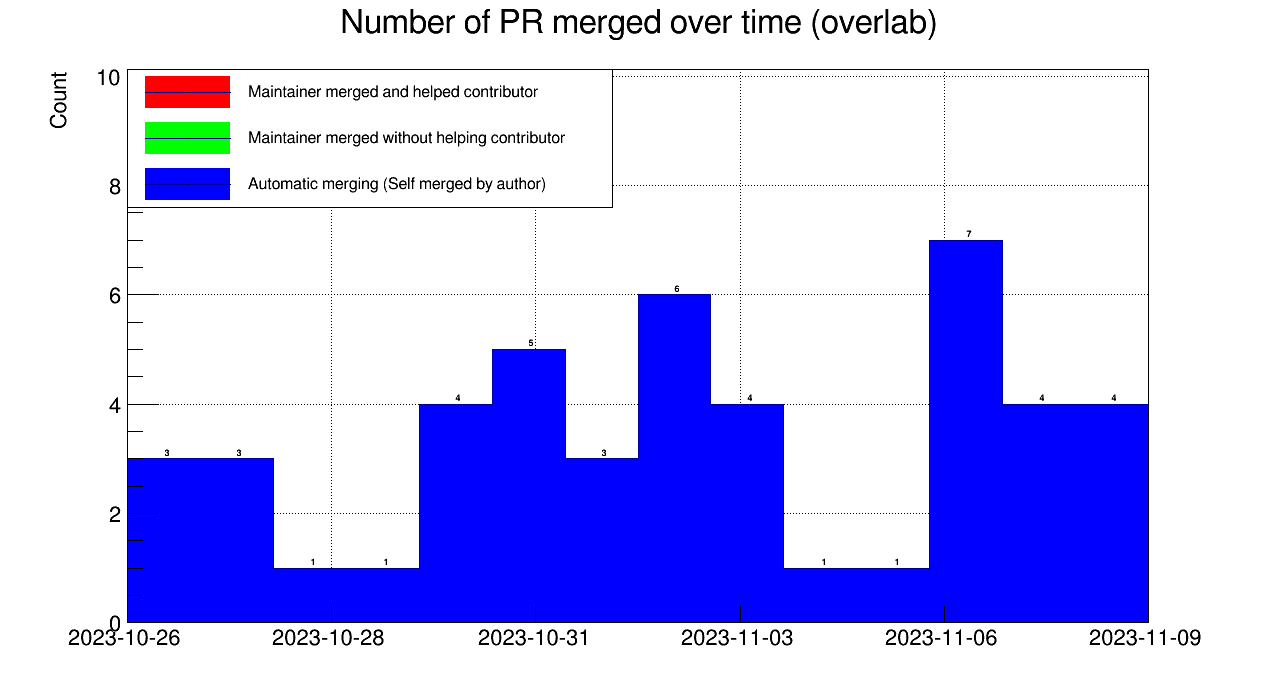 Number of PR merged over time (overlab)
Count
10
8
6
4
2
0
Maintainer merged and helped contributor
Maintainer merged without helping contributor
Automatic merging (Self merged by author)
3 3 1 1 4 5 3 6 4 1 1 7 4 4
2023-10-26 2023-10-28 2023-10-31 2023-11-03 2023-11-06 2023-11-09